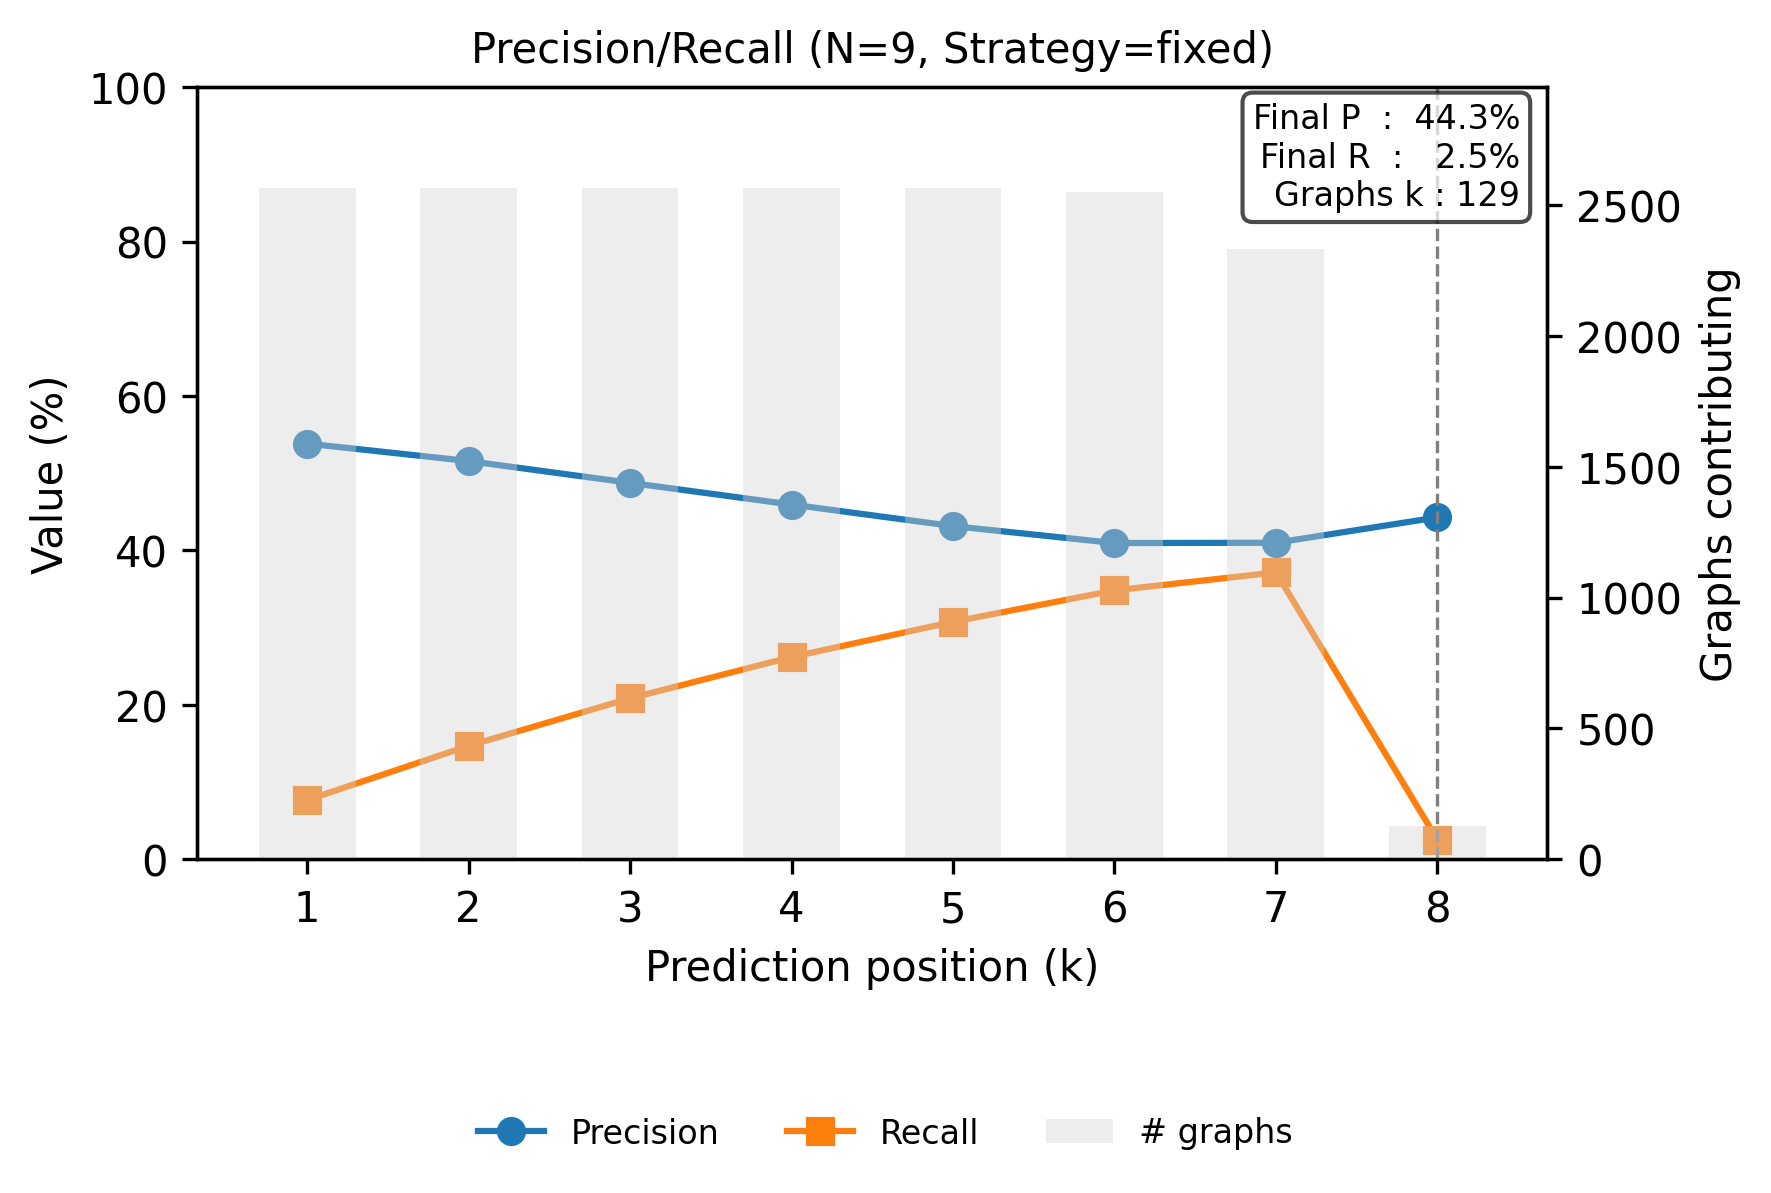 Precision/Recall (N=9, Strategy=fixed)
100
80
60
40
20
0
Value (%)
Final P : 44.3%
Final R : 2.5%
Graphs k : 129
2500
2000
1500
1000
500
0
Graphs contributing
1 2 3 4 5 6 7 8
Prediction position (k)
Precision Recall # graphs